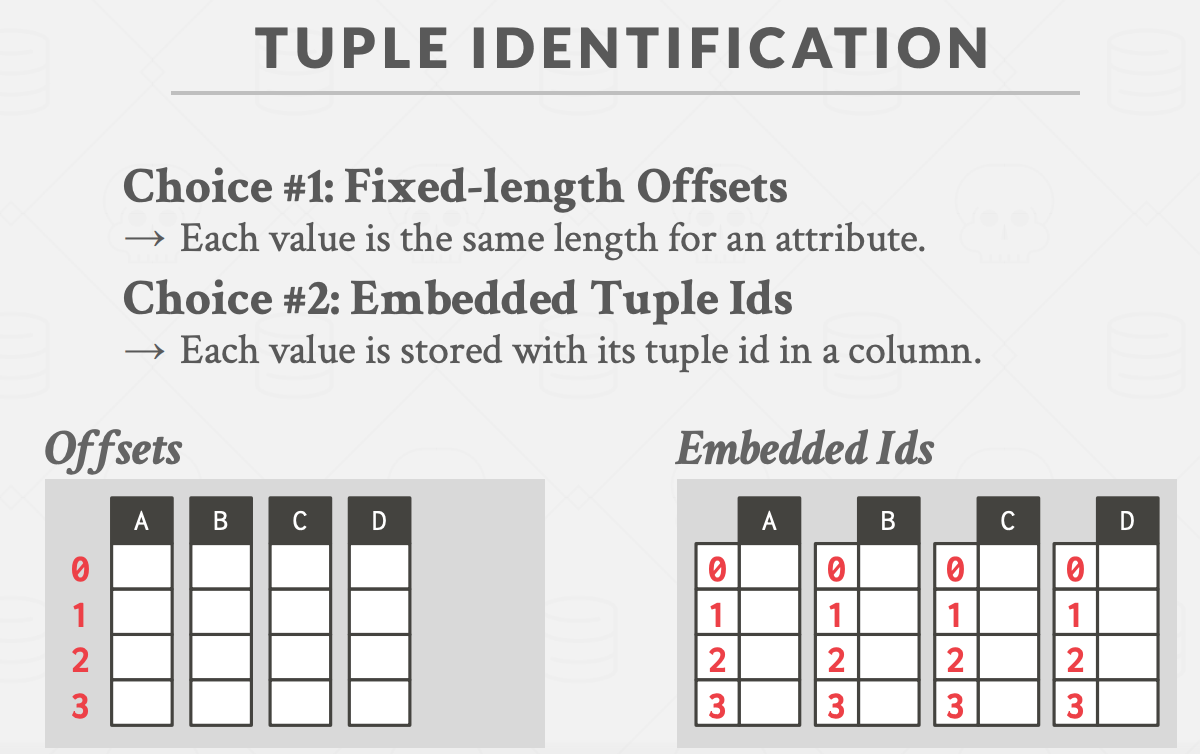 TUPLE IDENTIFICATION
Choice #1: Fixed-length Offsets
→ Each value is the same length for an attribute.
Choice #2: Embedded Tuple Ids
→ Each value is stored with its tuple id in a column.
Offsets
A B C D
0
1
2
3
Embedded Ids
A B C D
0 0 0 0
1 1 1 1
2 2 2 2
3 3 3 3